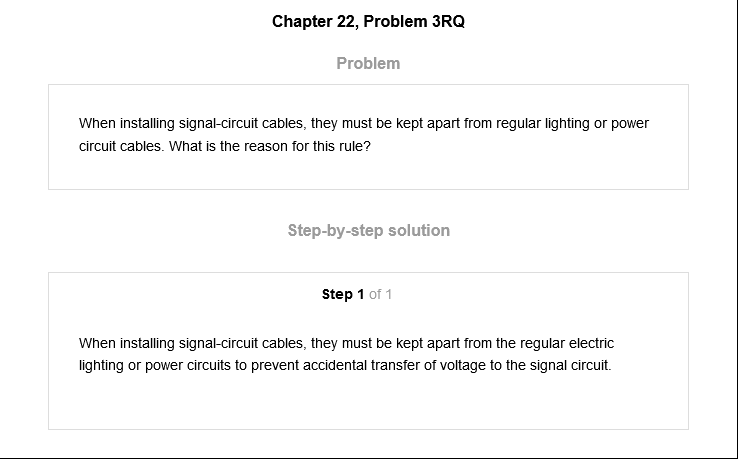 Chapter 22, Problem 3RQ
Problem
When installing signal-circuit cables, they must be kept apart from regular lighting or power
circuit cables. What is the reason for this rule?
Step-by-step solution
Step 1 of 1
When installing signal-circuit cables, they must be kept apart from the regular electric
lighting or power circuits to prevent accidental transfer of voltage to the signal circuit.